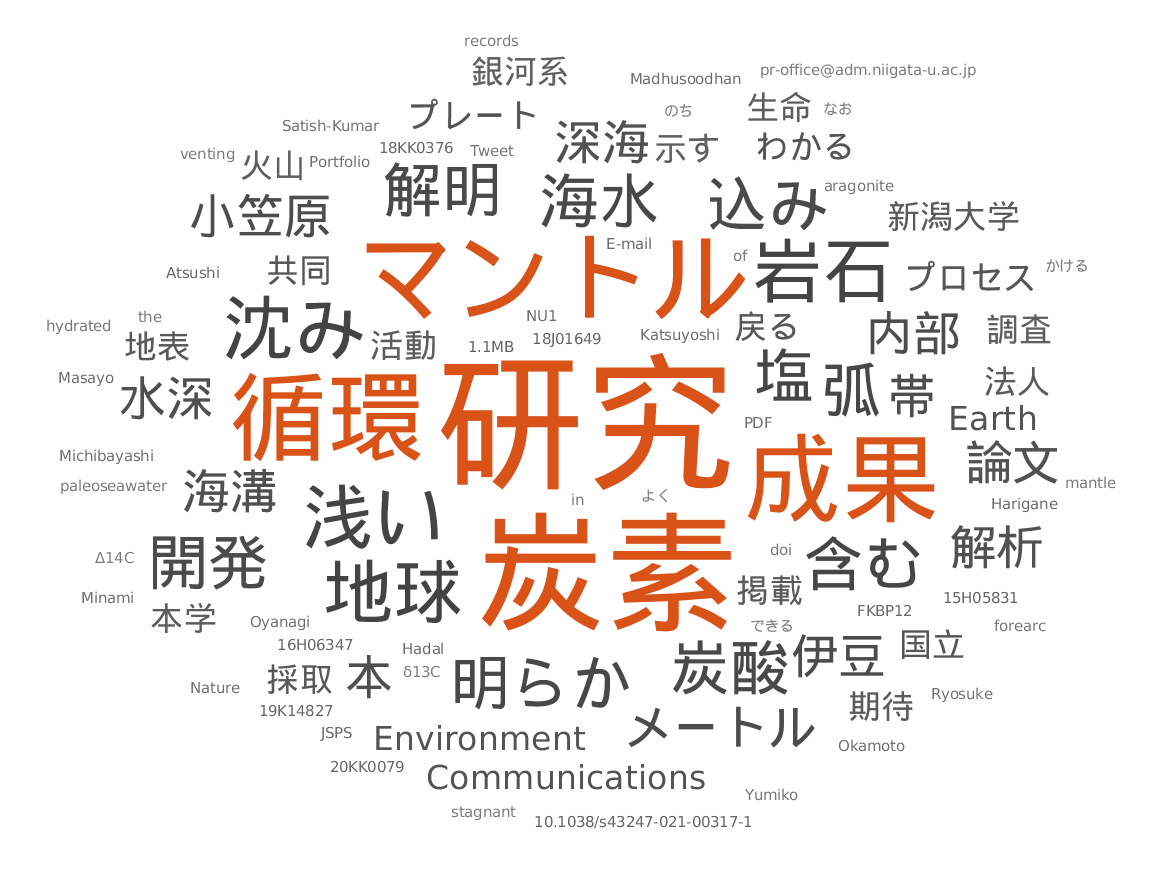 records
銀河系
Madhusoodhan
pr-office@adm.niigata-u.ac.jp
プレート
のち
生命
なお
Satish-Kumar
18KK0376
Tweet
深海
示す
わかる
venting
火山
Portfolio
解明
海水
込み
aragonite
小笠原
新潟大学
マントル
E-mail
of
岩石
プロセス
かける
Atsushi
共同
hydrated
the
地表
沈み
活動
NU1
1.1MB
18J01649
Katsuyoshi
戻る
内部
調査
Masayo
水深
循環
研究
塩
弧
帯
法人
PDF
Earth
成果
論文
Michibayashi
paleoseawater
海溝
浅い
in
よく
mantle
Harigane
Δ14C
開発
地球
炭素
doi
含む
解析
掲載
Minami
本学
FKBP12
15H05831
Oyanagi
16H06347
できる
forearc
Hadal
δ13C
炭酸
伊豆
国立
Nature
採取
本
明らか
期待
Ryosuke
19K14827
JSPS
Environment
メートル
Okamoto
20KK0079
Communications
Yumiko
stagnant
10.1038/s43247-021-00317-1